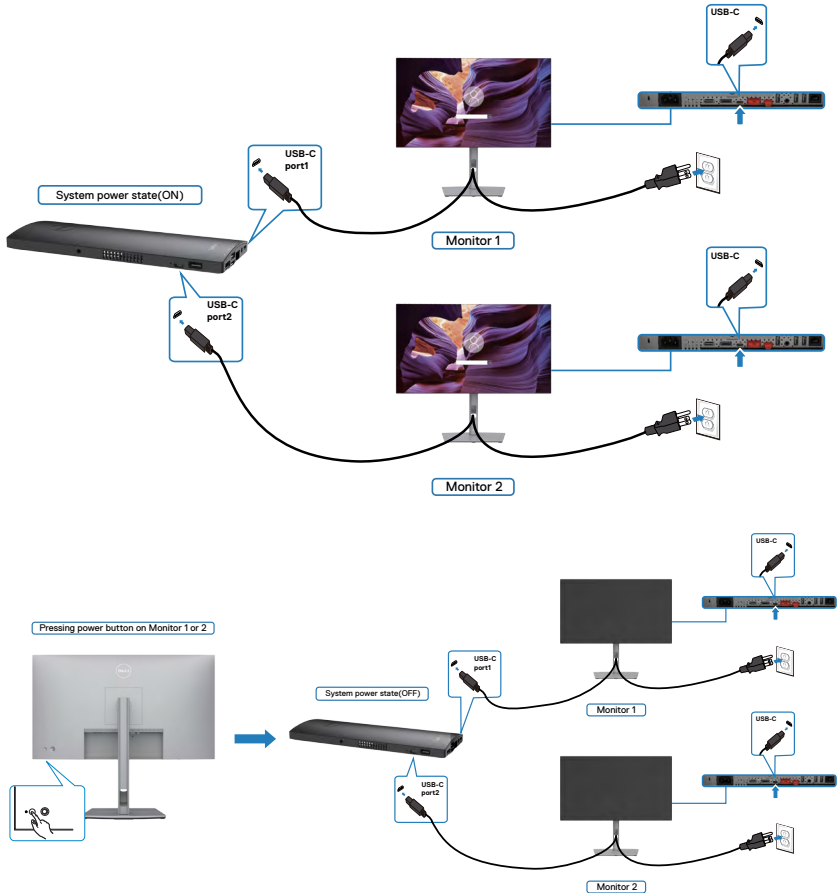 USB-C
USB-C
port1
System power state(ON)
Monitor 1
USB-C
USB-C
port2
Monitor 2
USB-C
Pressing power button on Monitor 1 or 2
DELL
USB-C
port1
System power state(OFF)
Monitor 1
USB-C
USB-C
port2
Monitor 2